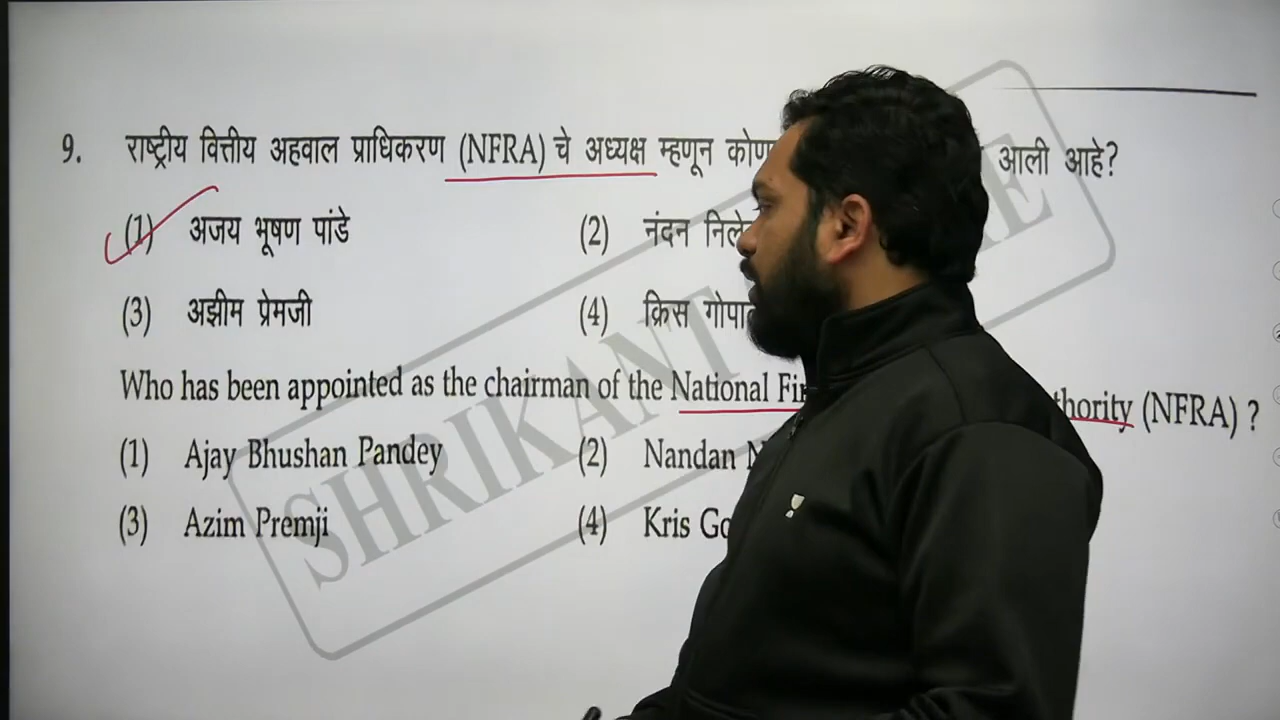 9. राष्ट्रीय वित्तीय अहवाल प्राधिकरण (NFRA) चे अध्यक्ष म्हणून आली आहे?
(1) अजय भूषण पांडे (2) नंदन
(3) अझीम प्रेमजी (4) क्रिस
Who has been appointed as the chairman of the National (NFRA) ?
(1) Ajay Bhushan Pandey (2) Nandan
(3) Azim Premji (4) Kris
SHRIKANT